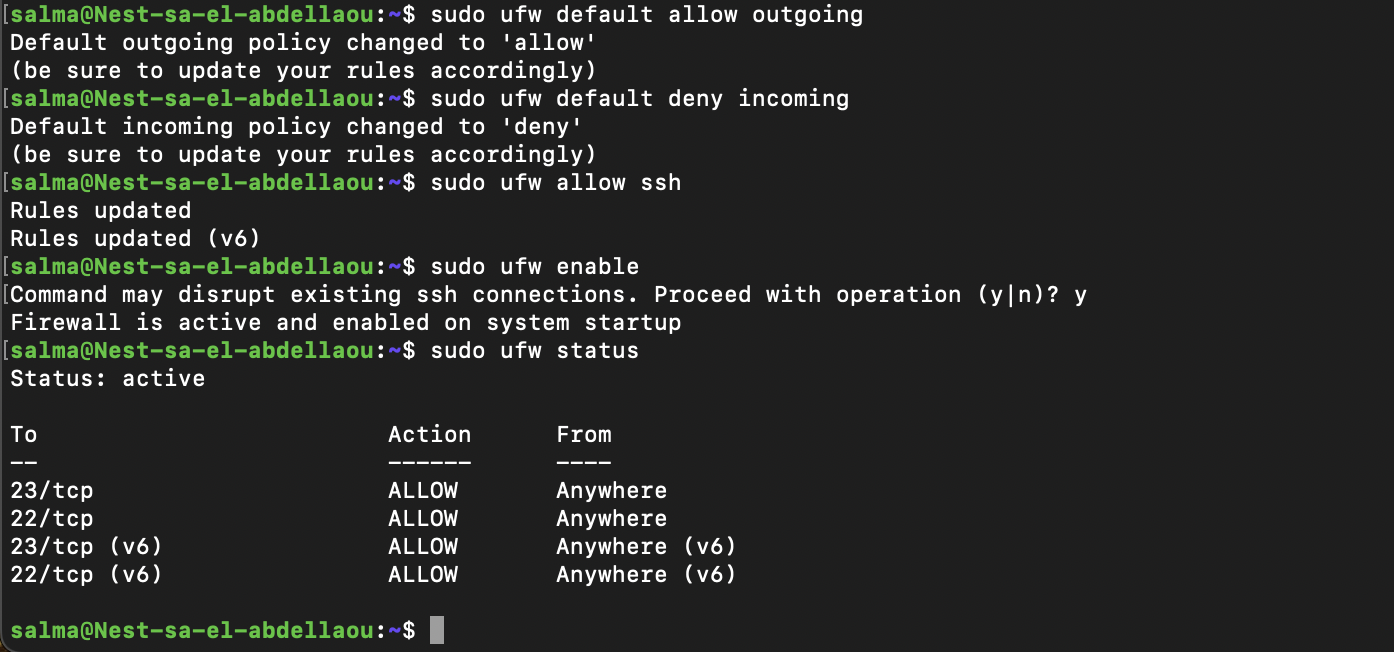 [salma@Nest-sa-el-abdellaou:~$ sudo ufw default allow outgoing
Default outgoing policy changed to 'allow'
(be sure to update your rules accordingly)
[salma@Nest-sa-el-abdellaou:~$ sudo ufw default deny incoming
Default incoming policy changed to 'deny'
(be sure to update your rules accordingly)
[salma@Nest-sa-el-abdellaou:~$ sudo ufw allow ssh
Rules updated
Rules updated (v6)
[salma@Nest-sa-el-abdellaou:~$ sudo ufw enable
[Command may disrupt existing ssh connections. Proceed with operation (y|n)? y
Firewall is active and enabled on system startup
[salma@Nest-sa-el-abdellaou:~$ sudo ufw status
Status: active
To                         Action      From
--                         ------      ----
23/tcp                     ALLOW       Anywhere
22/tcp                     ALLOW       Anywhere
23/tcp (v6)                ALLOW       Anywhere (v6)
22/tcp (v6)                ALLOW       Anywhere (v6)
salma@Nest-sa-el-abdellaou:~$